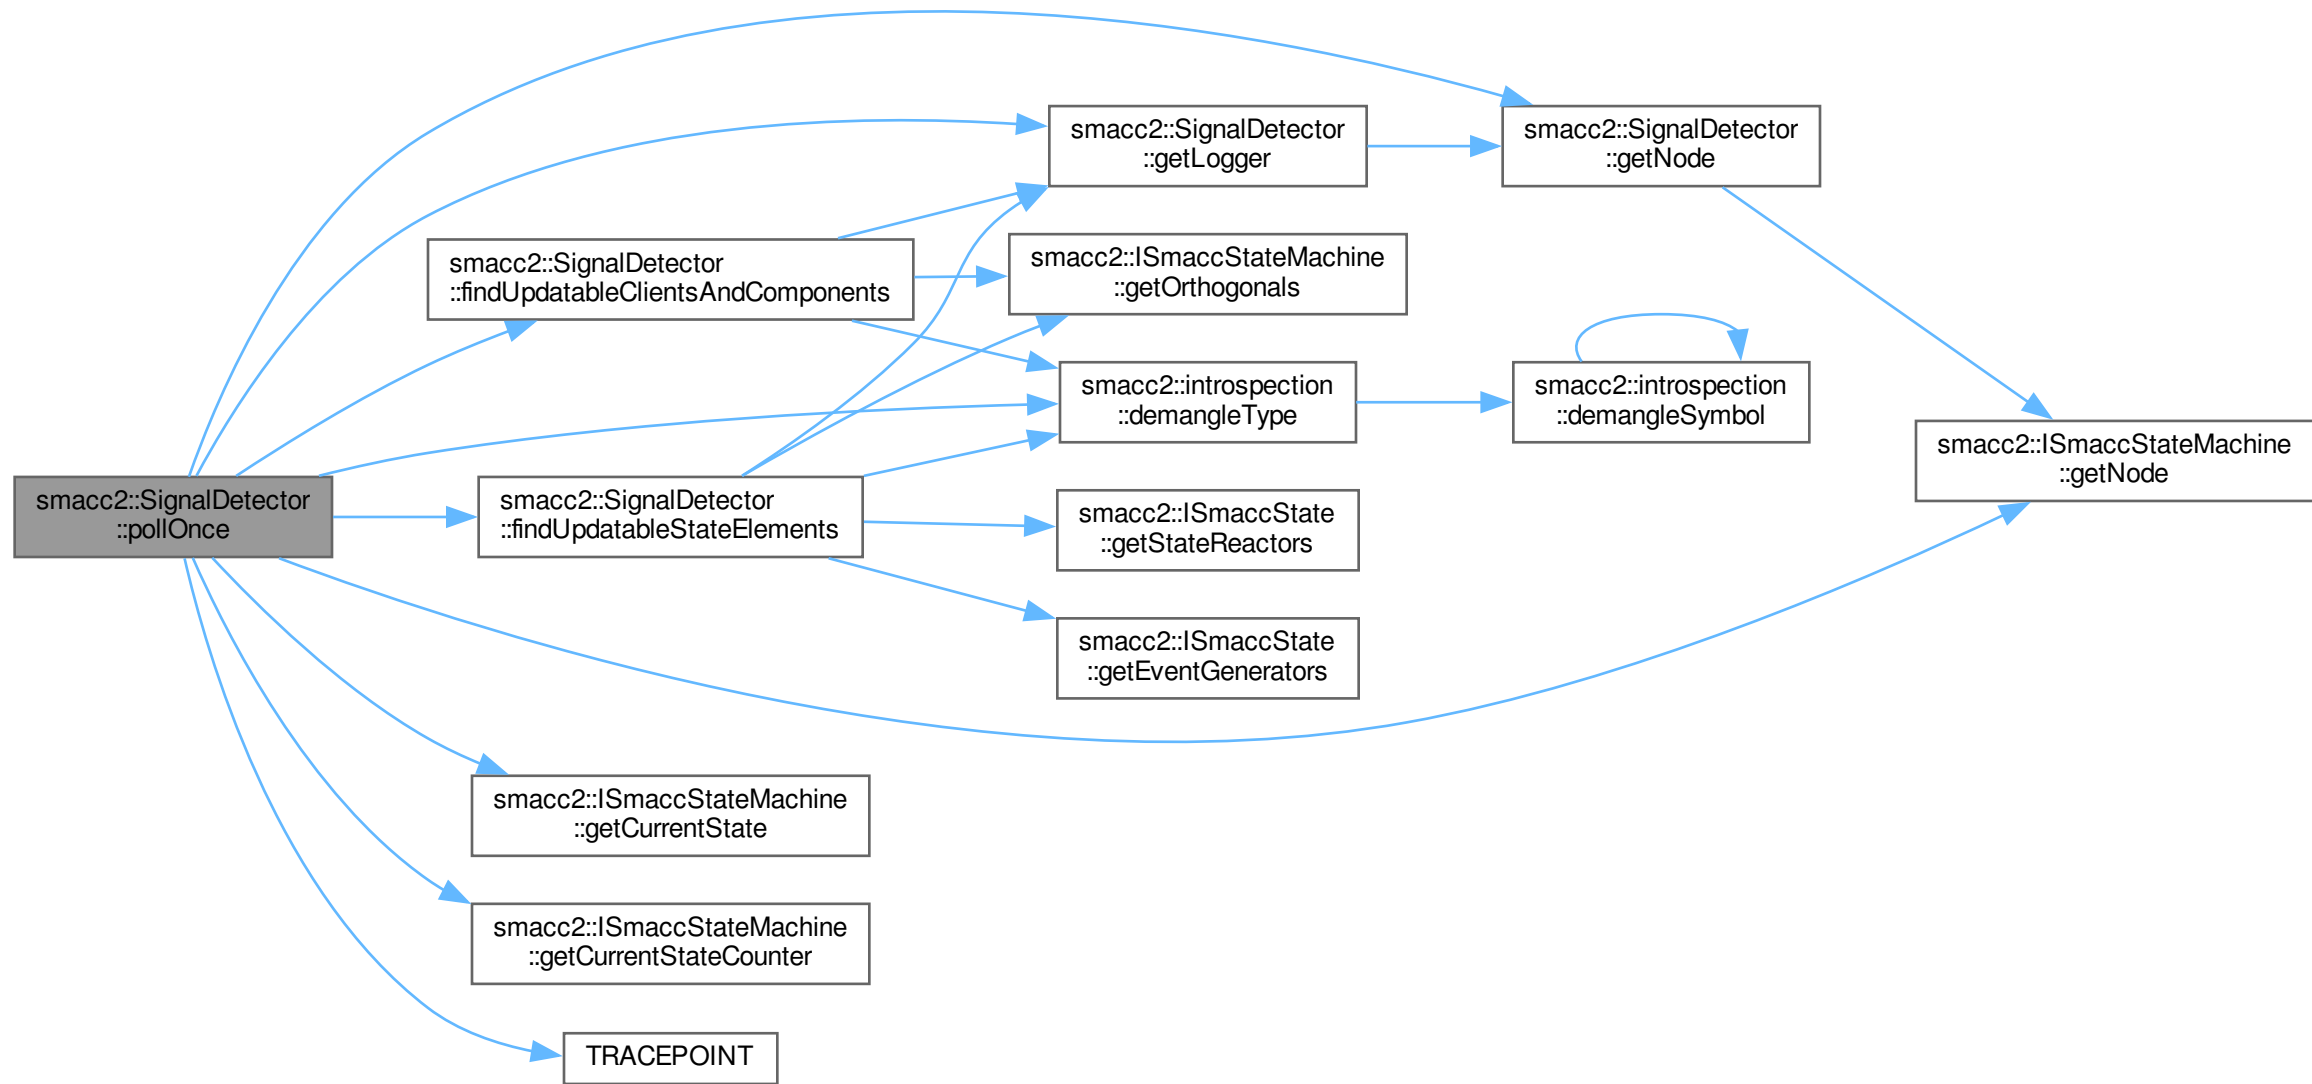 smacc2::SignalDetector
::pollOnce
smacc2::SignalDetector
::findUpdatableClientsAndComponents
smacc2::SignalDetector
::findUpdatableStateElements
smacc2::ISmaccStateMachine
::getCurrentState
smacc2::ISmaccStateMachine
::getCurrentStateCounter
TRACEPOINT
smacc2::SignalDetector
::getLogger
smacc2::ISmaccStateMachine
::getOrthogonals
smacc2::introspection
::demangleType
smacc2::ISmaccState
::getStateReactors
smacc2::ISmaccState
::getEventGenerators
smacc2::SignalDetector
::getNode
smacc2::introspection
::demangleSymbol
smacc2::ISmaccStateMachine
::getNode